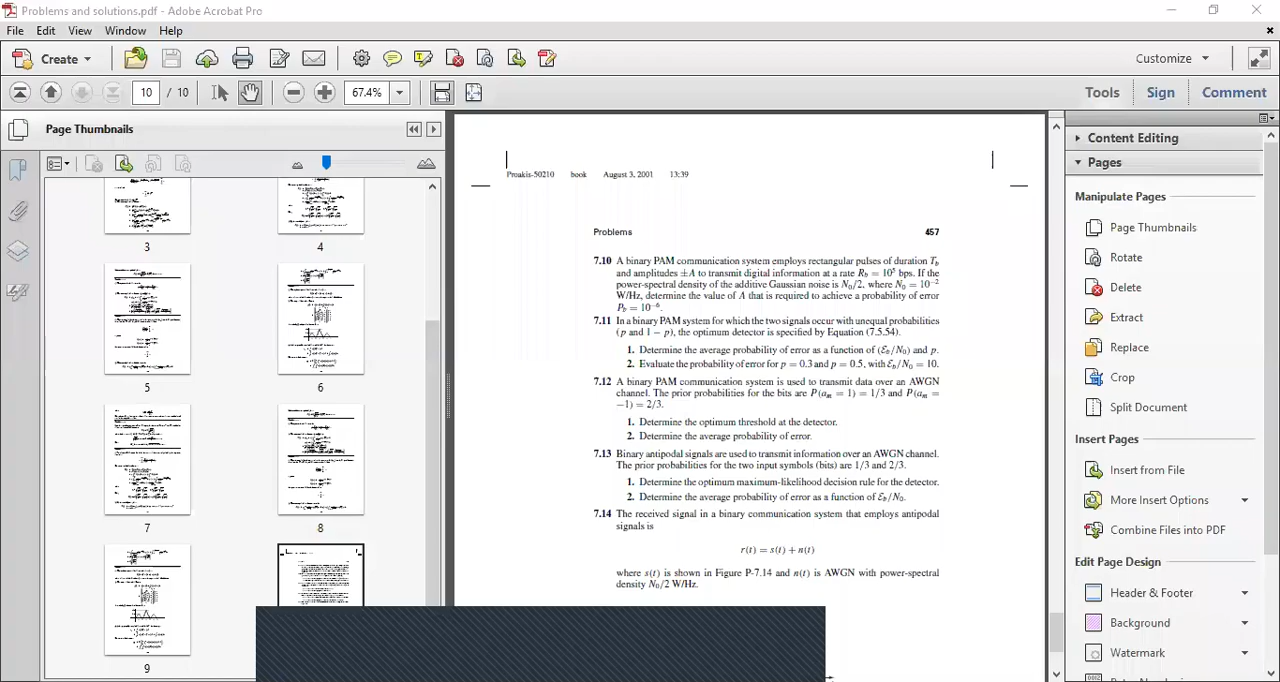 Problems and solutions.pdf - Adobe Acrobat Pro
File Edit View Window Help
Create
Customize
10 / 10
67.4%
Tools Sign Comment
Page Thumbnails
3 4
5 6
7 8
9
Proakis-50210 book August 3, 2001 13:39
Problems 457
7.10 A binary PAM communication system employs rectangular pulses of duration T_b
and amplitudes ±A to transmit digital information at a rate R_b = 10⁵ bps. If the
power-spectral density of the additive Gaussian noise is N₀/2, where N₀ = 10⁻²
W/Hz, determine the value of A that is required to achieve a probability of error
P_b = 10⁻⁶.
7.11 In a binary PAM system for which the two signals occur with unequal probabilities
(p and 1 − p), the optimum detector is specified by Equation (7.5.54).
1. Determine the average probability of error as a function of (ℰ_b/N₀) and p.
2. Evaluate the probability of error for p = 0.3 and p = 0.5, with ℰ_b/N₀ = 10.
7.12 A binary PAM communication system is used to transmit data over an AWGN
channel. The prior probabilities for the bits are P(a_m = 1) = 1/3 and P(a_m =
−1) = 2/3.
1. Determine the optimum threshold at the detector.
2. Determine the average probability of error.
7.13 Binary antipodal signals are used to transmit information over an AWGN channel.
The prior probabilities for the two input symbols (bits) are 1/3 and 2/3.
1. Determine the optimum maximum-likelihood decision rule for the detector.
2. Determine the average probability of error as a function of ℰ_b/N₀.
7.14 The received signal in a binary communication system that employs antipodal
signals is
r(t) = s(t) + n(t)
where s(t) is shown in Figure P-7.14 and n(t) is AWGN with power-spectral
density N₀/2 W/Hz.
Content Editing
Pages
Manipulate Pages
Page Thumbnails
Rotate
Delete
Extract
Replace
Crop
Split Document
Insert Pages
Insert from File
More Insert Options
Combine Files into PDF
Edit Page Design
Header & Footer
Background
Watermark